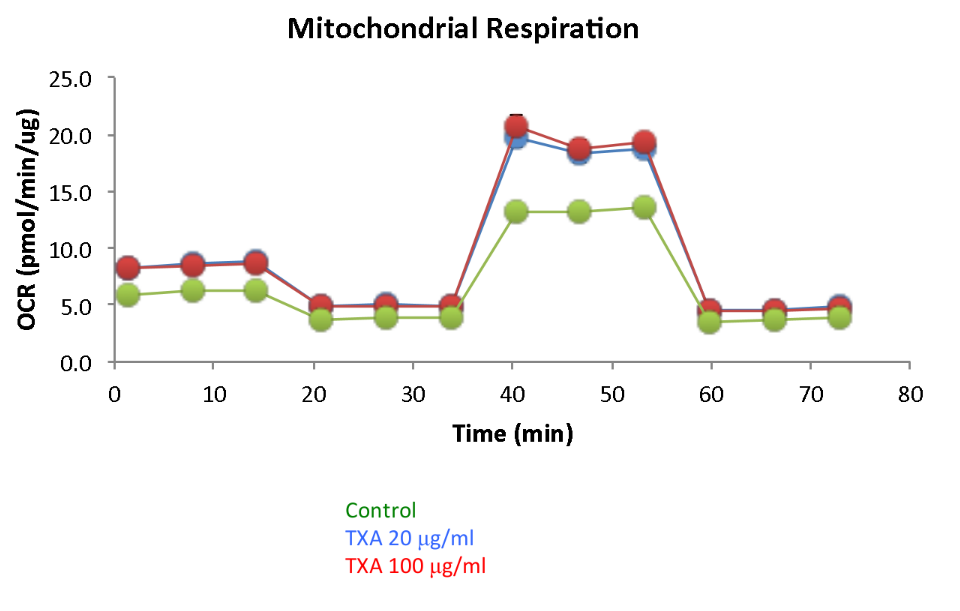 Mitochondrial Respiration
25.0
20.0
15.0
10.0
5.0
0.0
OCR (pmol/min/ug)
0 10 20 30 40 50 60 70 80
Time (min)
Control
TXA 20 μg/ml
TXA 100 μg/ml